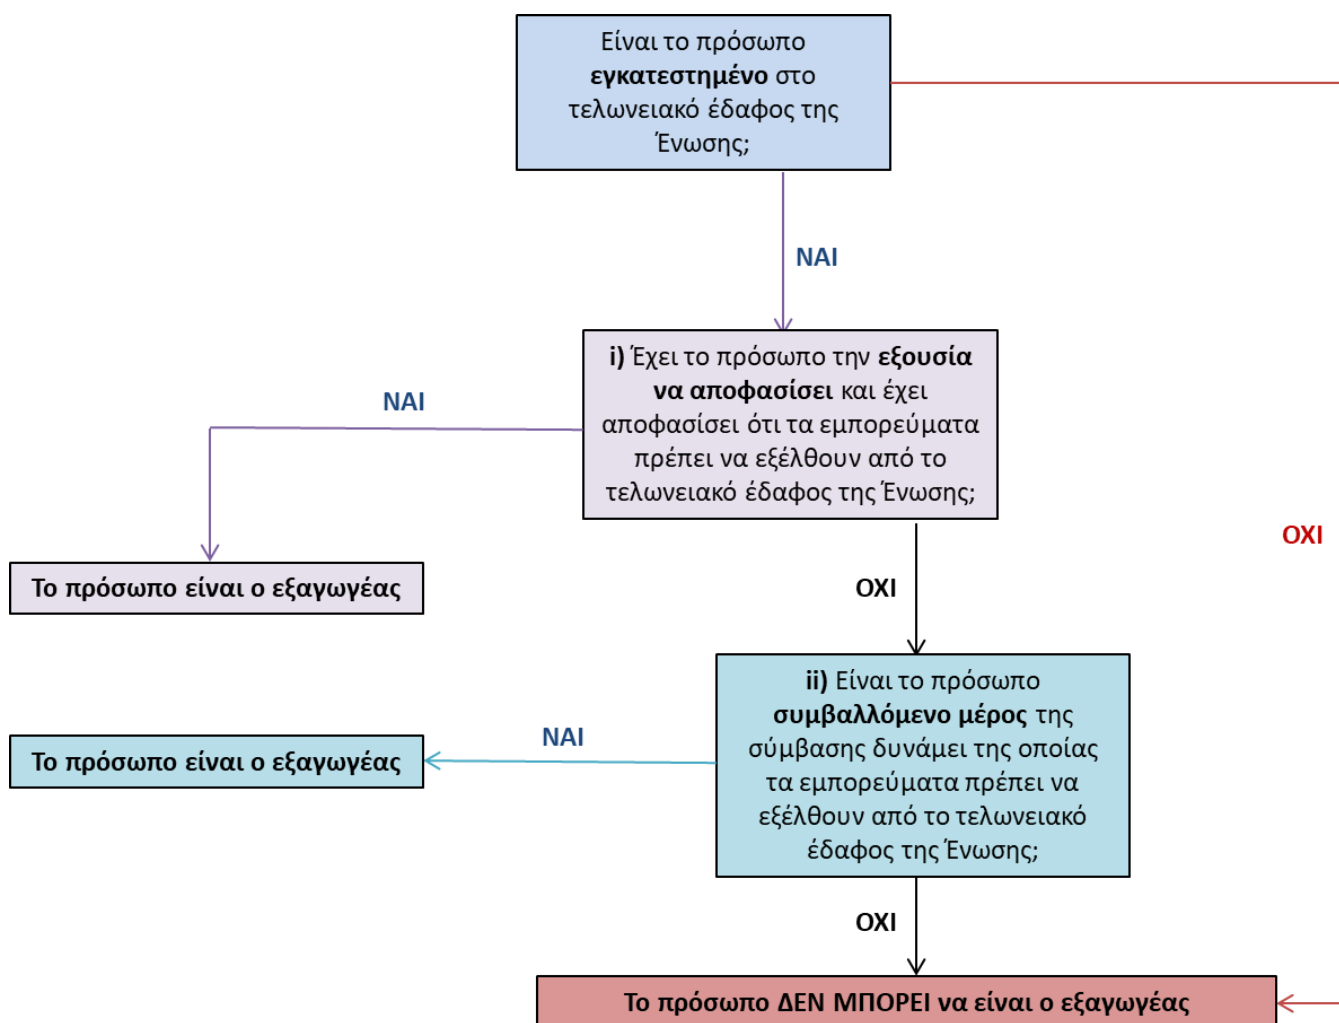 Είναι το πρόσωπο
εγκατεστημένο στο
τελωνειακό έδαφος της
Ένωσης;
ΝΑΙ
i) Έχει το πρόσωπο την εξουσία
να αποφασίσει και έχει
αποφασίσει ότι τα εμπορεύματα
πρέπει να εξέλθουν από το
τελωνειακό έδαφος της Ένωσης;
ΝΑΙ
ΟΧΙ
Το πρόσωπο είναι ο εξαγωγέας
ΟΧΙ
ii) Είναι το πρόσωπο
συμβαλλόμενο μέρος της
σύμβασης δυνάμει της οποίας
τα εμπορεύματα πρέπει να
εξέλθουν από το τελωνειακό
έδαφος της Ένωσης;
ΝΑΙ
Το πρόσωπο είναι ο εξαγωγέας
ΟΧΙ
Το πρόσωπο ΔΕΝ ΜΠΟΡΕΙ να είναι ο εξαγωγέας